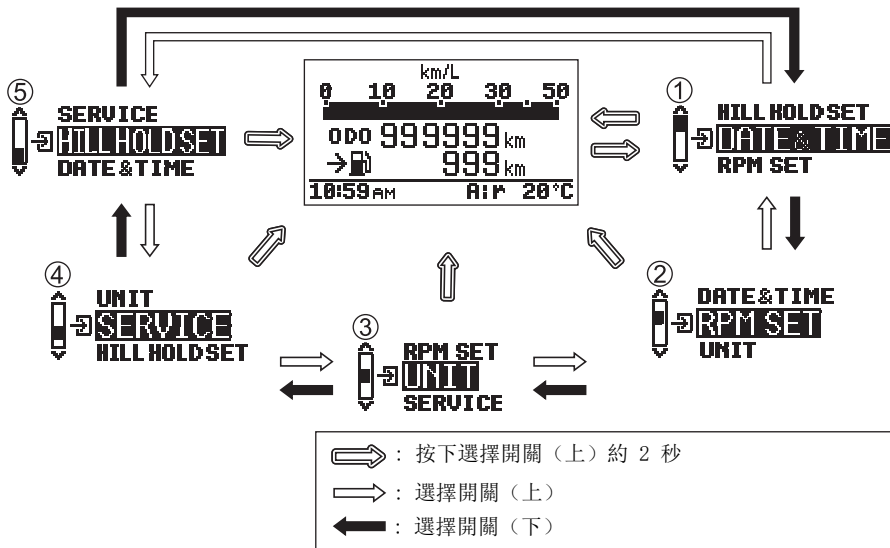 km/L
0 10 20 30 50
ODO 999999 km
999 km
10:59 AM Air 20°C
①
HILL HOLD SET
DATE & TIME
RPM SET
②
DATE & TIME
RPM SET
UNIT
③
RPM SET
UNIT
SERVICE
④
UNIT
SERVICE
HILL HOLD SET
⑤
SERVICE
HILL HOLD SET
DATE & TIME
: 按下選擇開關（上）約 2 秒
: 選擇開關（上）
: 選擇開關（下）